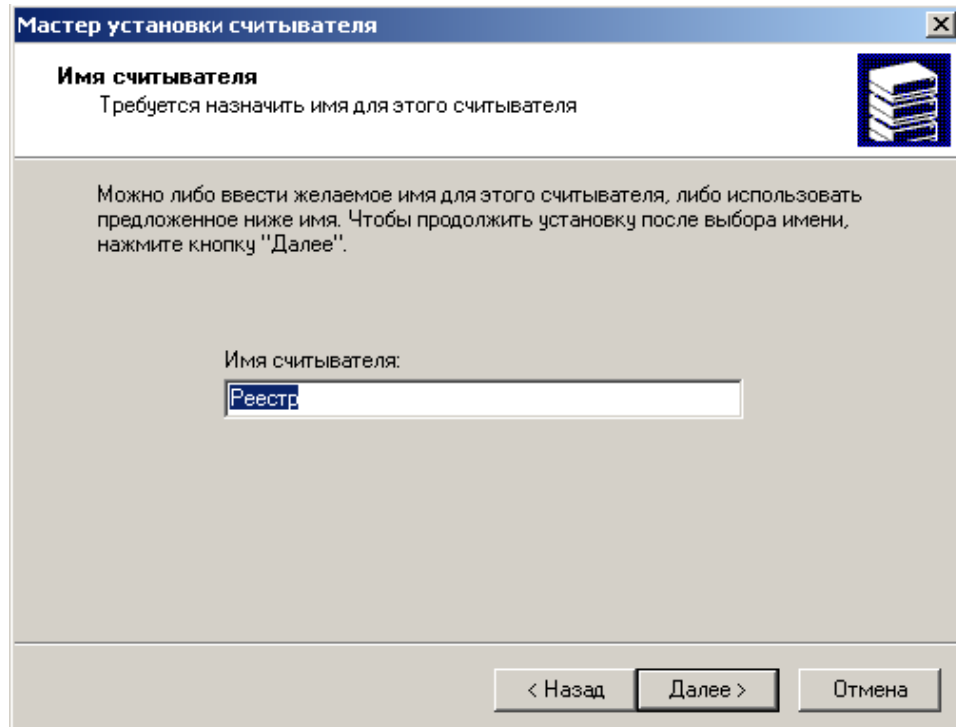 Мастер установки считывателя
Имя считывателя
Требуется назначить имя для этого считывателя
Можно либо ввести желаемое имя для этого считывателя, либо использовать
предложенное ниже имя. Чтобы продолжить установку после выбора имени,
нажмите кнопку "Далее".
Имя считывателя:
Реестр
< Назад Далее > Отмена